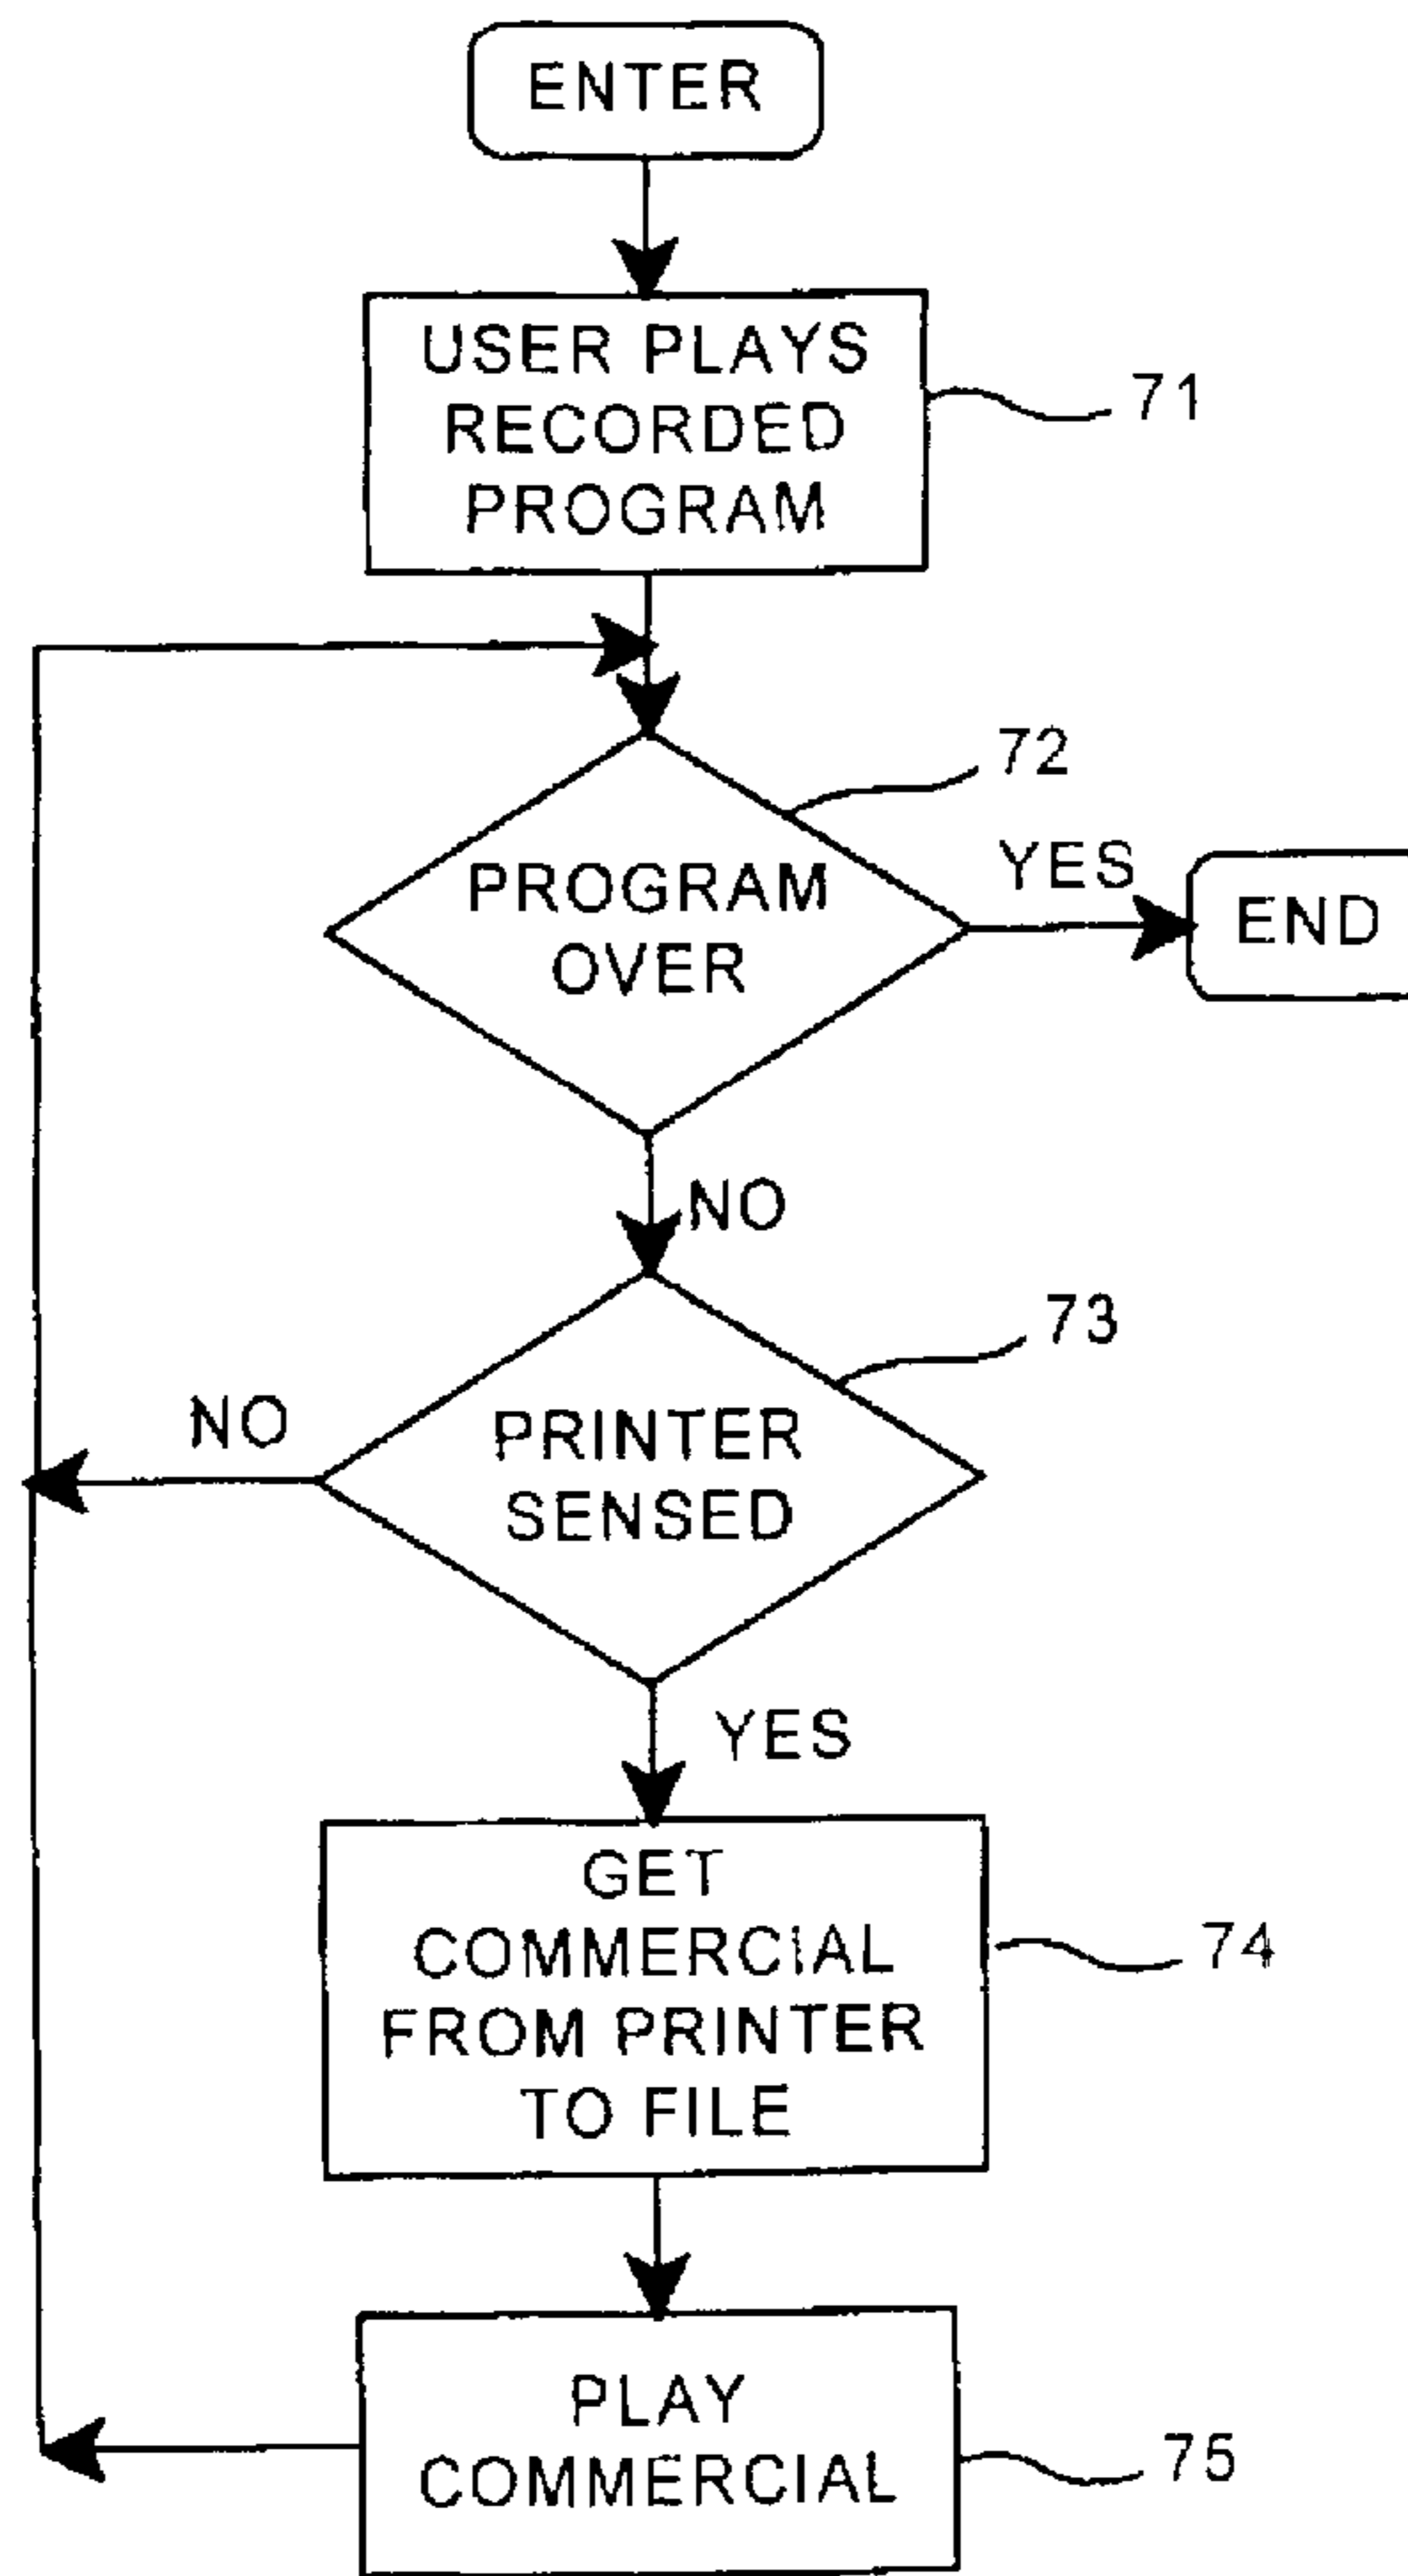 ENTER
USER PLAYS
RECORDED
PROGRAM
71
72
PROGRAM
OVER
YES
END
NO
73
PRINTER
SENSED
NO
YES
GET
COMMERCIAL
FROM PRINTER
TO FILE
74
PLAY
COMMERCIAL
75